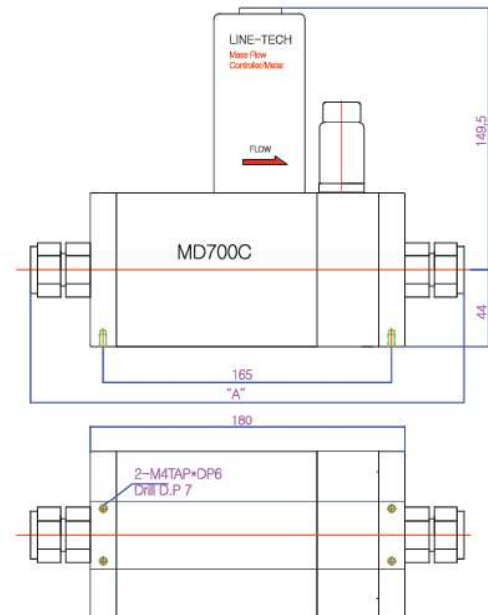 LINE-TECH
Mass Flow
Controller/Meter
FLOW
MD700C
149,5
44
165
"A"
180
2-M4TAP*DP6
Drill D.P 7